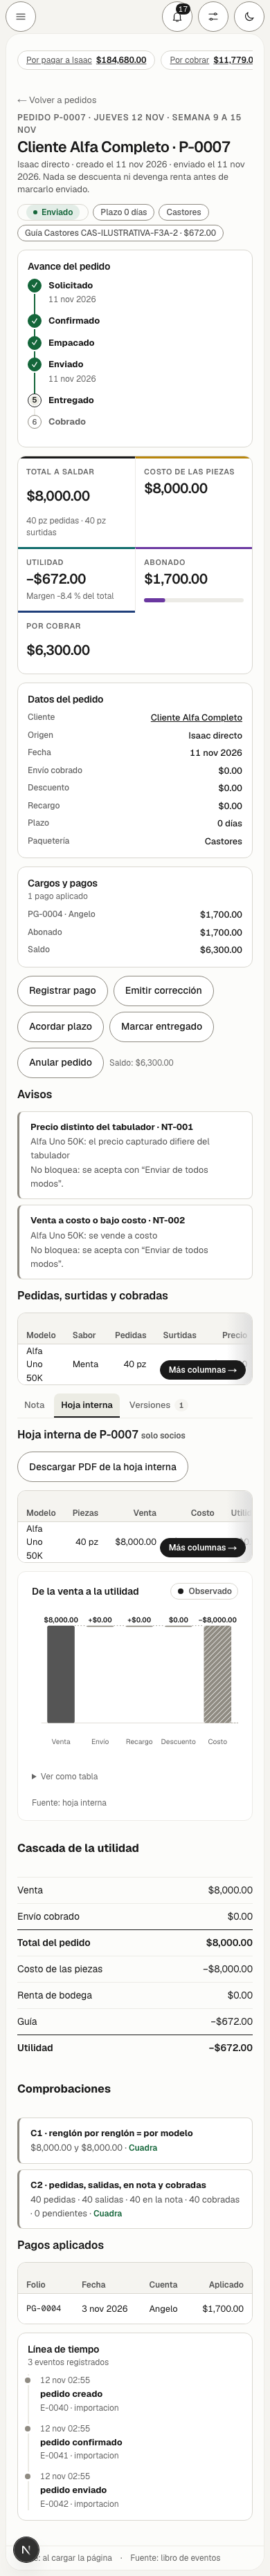 17
Por pagar a Isaac $184,680.00 Por cobrar $11,779.0
← Volver a pedidos
PEDIDO P-0007 · JUEVES 12 NOV · SEMANA 9 A 15
NOV
Cliente Alfa Completo · P-0007
Isaac directo · creado el 11 nov 2026 · enviado el 11 nov
2026. Nada se descuenta ni devenga renta antes de
marcarlo enviado.
Enviado Plazo 0 días Castores
Guía Castores CAS-ILUSTRATIVA-F3A-2 · $672.00
Avance del pedido
Solicitado
11 nov 2026
Confirmado
Empacado
Enviado
11 nov 2026
5 Entregado
6 Cobrado
TOTAL A SALDAR
$8,000.00
40 pz pedidas · 40 pz
surtidas
COSTO DE LAS PIEZAS
$8,000.00
UTILIDAD
−$672.00
Margen -8.4 % del total
ABONADO
$1,700.00
POR COBRAR
$6,300.00
Datos del pedido
Cliente Cliente Alfa Completo
Origen Isaac directo
Fecha 11 nov 2026
Envío cobrado $0.00
Descuento $0.00
Recargo $0.00
Plazo 0 días
Paquetería Castores
Cargos y pagos
1 pago aplicado
PG-0004 · Angelo $1,700.00
Abonado $1,700.00
Saldo $6,300.00
Registrar pago Emitir corrección
Acordar plazo Marcar entregado
Anular pedido Saldo: $6,300.00
Avisos
Precio distinto del tabulador · NT-001
Alfa Uno 50K: el precio capturado difiere del
tabulador
No bloquea: se acepta con “Enviar de todos
modos”.
Venta a costo o bajo costo · NT-002
Alfa Uno 50K: se vende a costo
No bloquea: se acepta con “Enviar de todos
modos”.
Pedidas, surtidas y cobradas
Modelo Sabor Pedidas Surtidas Precio
Alfa
Uno
50K
Menta 40 pz
Más columnas →
Nota Hoja interna Versiones 1
Hoja interna de P-0007 solo socios
Descargar PDF de la hoja interna
Modelo Piezas Venta Costo
Alfa
Uno
50K
40 pz $8,000.00
Más columnas →
De la venta a la utilidad Observado
$8,000.00 +$0.00 +$0.00 $0.00 −$8,000.00
Venta Envío Recargo Descuento Costo
▶ Ver como tabla
Fuente: hoja interna
Cascada de la utilidad
Venta $8,000.00
Envío cobrado $0.00
Total del pedido $8,000.00
Costo de las piezas −$8,000.00
Renta de bodega $0.00
Guía −$672.00
Utilidad −$672.00
Comprobaciones
C1 · renglón por renglón = por modelo
$8,000.00 y $8,000.00 · Cuadra
C2 · pedidas, salidas, en nota y cobradas
40 pedidas · 40 salidas · 40 en la nota · 40 cobradas
· 0 pendientes · Cuadra
Pagos aplicados
Folio Fecha Cuenta Aplicado
PG-0004 3 nov 2026 Angelo $1,700.00
Línea de tiempo
3 eventos registrados
12 nov 02:55
pedido creado
E-0040 · importacion
12 nov 02:55
pedido confirmado
E-0041 · importacion
12 nov 02:55
pedido enviado
E-0042 · importacion
N
al cargar la página · Fuente: libro de eventos